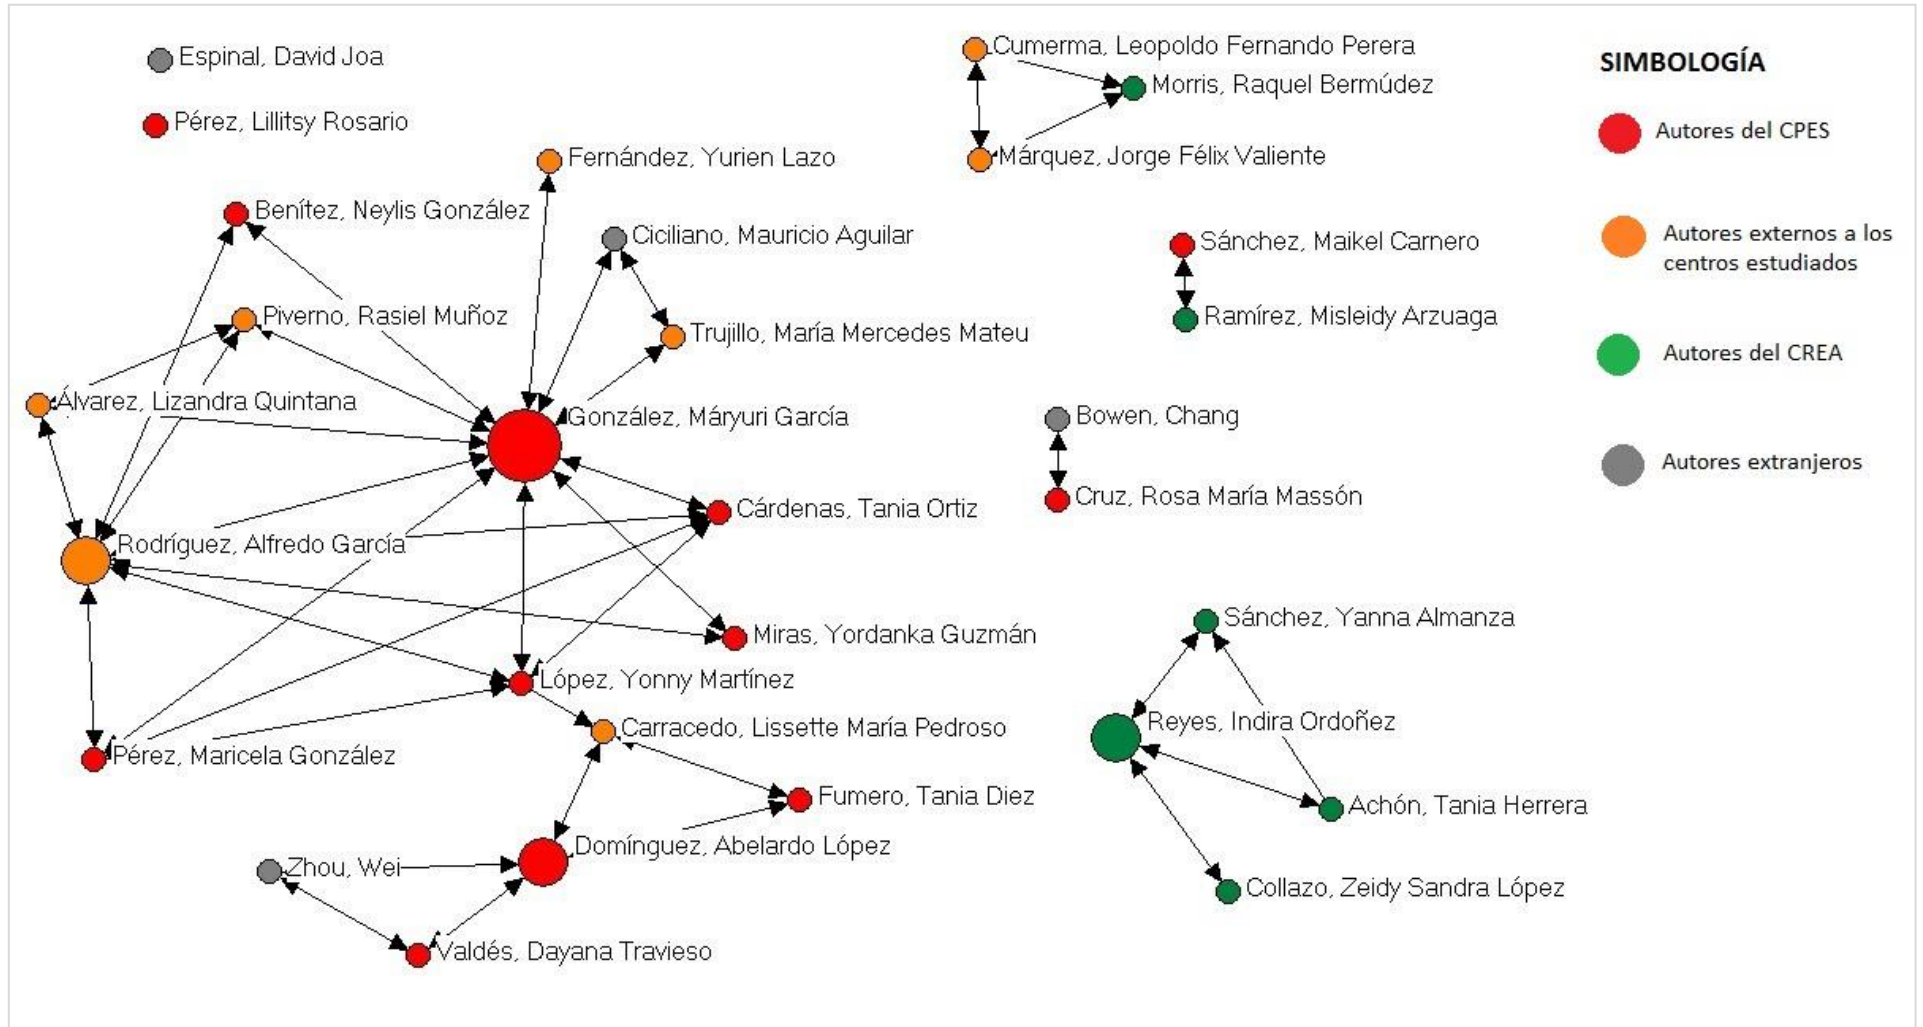 Espinal, David Joa
Pérez, Lillitsy Rosario
Cumerma, Leopoldo Fernando Perera
Morris, Raquel Bermúdez
Márquez, Jorge Félix Valiente
Fernández, Yurien Lazo
Benítez, Neylis González
Ciciliano, Mauricio Aguilar
Piverno, Rasiel Muñoz
Trujillo, María Mercedes Mateu
Álvarez, Lizandra Quintana
González, Máryuri García
Sánchez, Maikel Carnero
Ramírez, Misleidy Arzuaga
Bowen, Chang
Cruz, Rosa María Massón
Cárdenas, Tania Ortiz
Rodríguez, Alfredo García
Miras, Yordanka Guzmán
López, Yonny Martínez
Carracedo, Lissette María Pedroso
Pérez, Maricela González
Fumero, Tania Diez
Domínguez, Abelardo López
Zhou, Wei
Valdés, Dayana Travieso
Sánchez, Yanna Almanza
Reyes, Indira Ordoñez
Achón, Tania Herrera
Collazo, Zeidy Sandra López
SIMBOLOGÍA
Autores del CPES
Autores externos a los
centros estudiados
Autores del CREA
Autores extranjeros